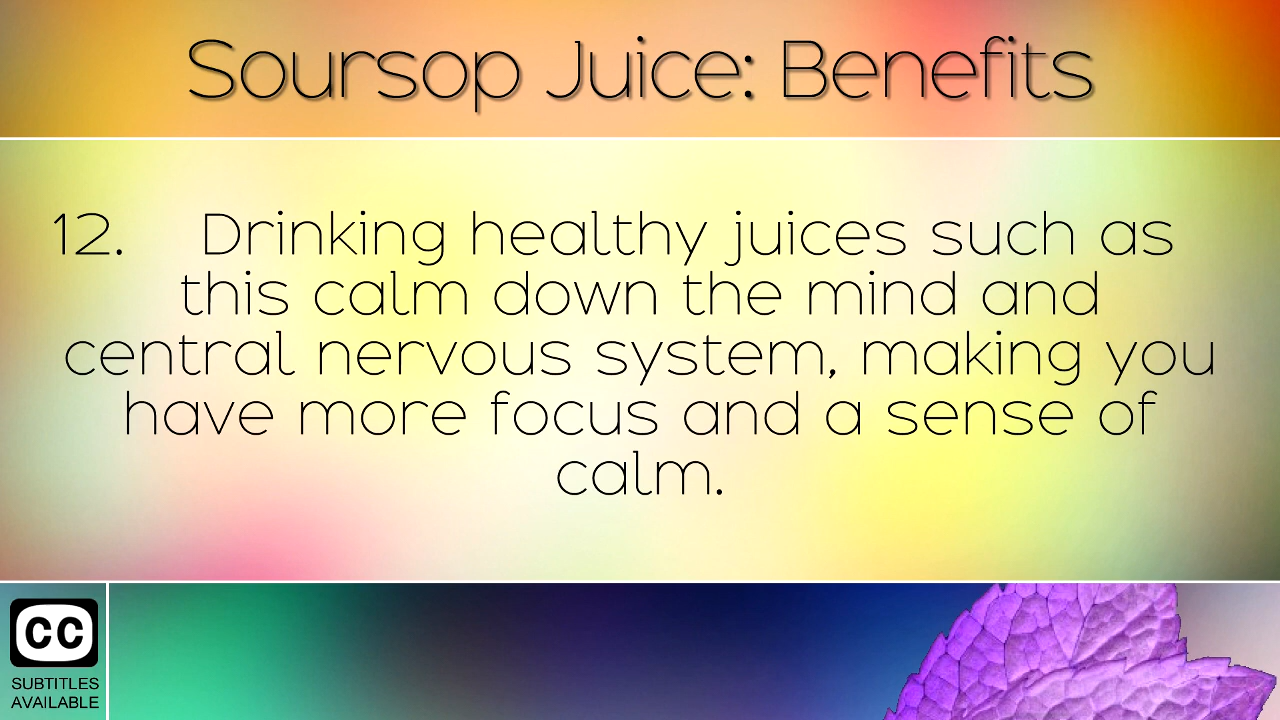 Soursop Juice: Benefits
12. Drinking healthy juices such as
this calm down the mind and
central nervous system, making you
have more focus and a sense of
calm.
CC
SUBTITLES
AVAILABLE